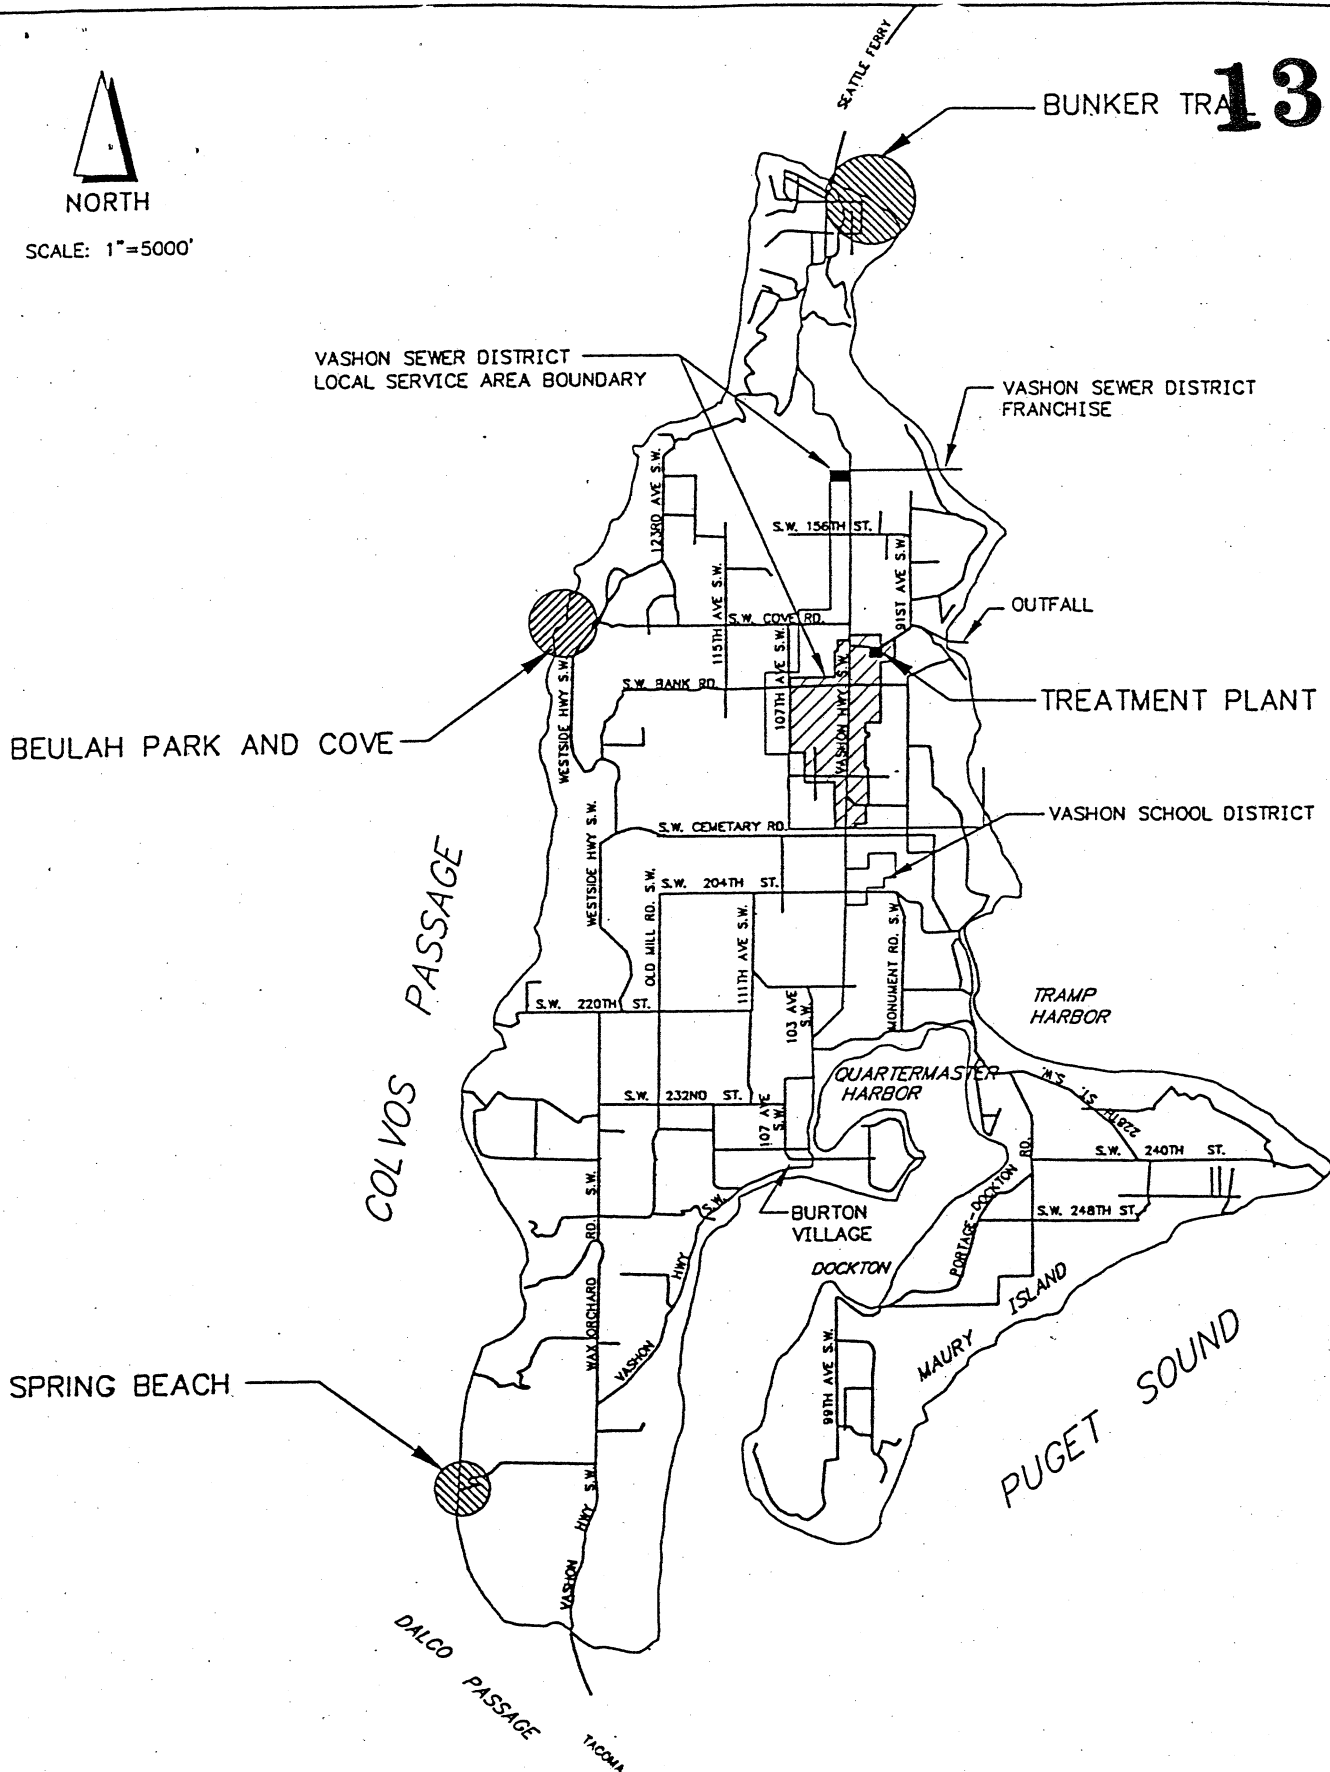 SEATTLE FERRY
BUNKER TRAIL
13
NORTH
SCALE: 1"=5000'
VASHON SEWER DISTRICT
LOCAL SERVICE AREA BOUNDARY
VASHON SEWER DISTRICT
FRANCHISE
123RD AVE S.W.
S.W. 156TH ST.
115TH AVE S.W.
91ST AVE S.W.
OUTFALL
S.W. COVE RD.
107TH AVE S.W.
VASHON HWY S.W.
WESTSIDE HWY S.W.
S.W. BANK RD.
TREATMENT PLANT
BEULAH PARK AND COVE
WESTSIDE HWY S.W.
S.W. CEMETARY RD.
VASHON SCHOOL DISTRICT
COLVOS PASSAGE
OLD MILL RD. S.W.
S.W. 204TH ST.
111TH AVE S.W.
MONUMENT RD. S.W.
S.W. 220TH ST.
103 AVE
S.W.
TRAMP
HARBOR
QUARTERMASTER
HARBOR
S.W. 232ND ST.
107 AVE
S.W.
228TH ST. S.W.
S.W. 240TH ST.
PORTAGE-DOCKTON RD.
S.W. 248TH ST.
BURTON
VILLAGE
DOCKTON
WAX ORCHARD RD. S.W.
VASHON HWY S.W.
MAURY ISLAND
99TH AVE S.W.
PUGET SOUND
SPRING BEACH
VASHON HWY S.W.
DALCO PASSAGE
TACOMA